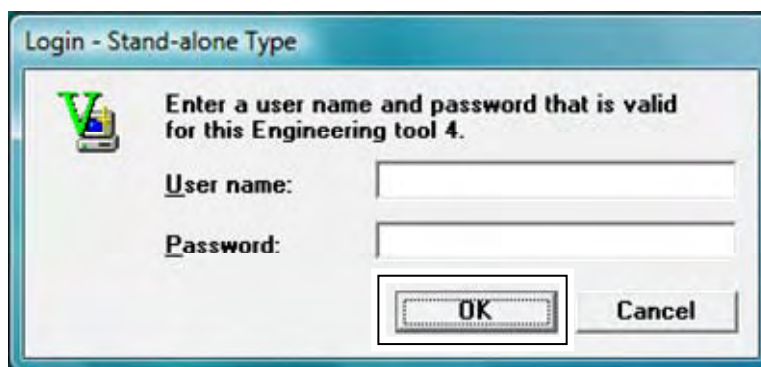 Login - Stand-alone Type
V
Enter a user name and password that is valid
for this Engineering tool 4.
User name:
Password:
OK
Cancel